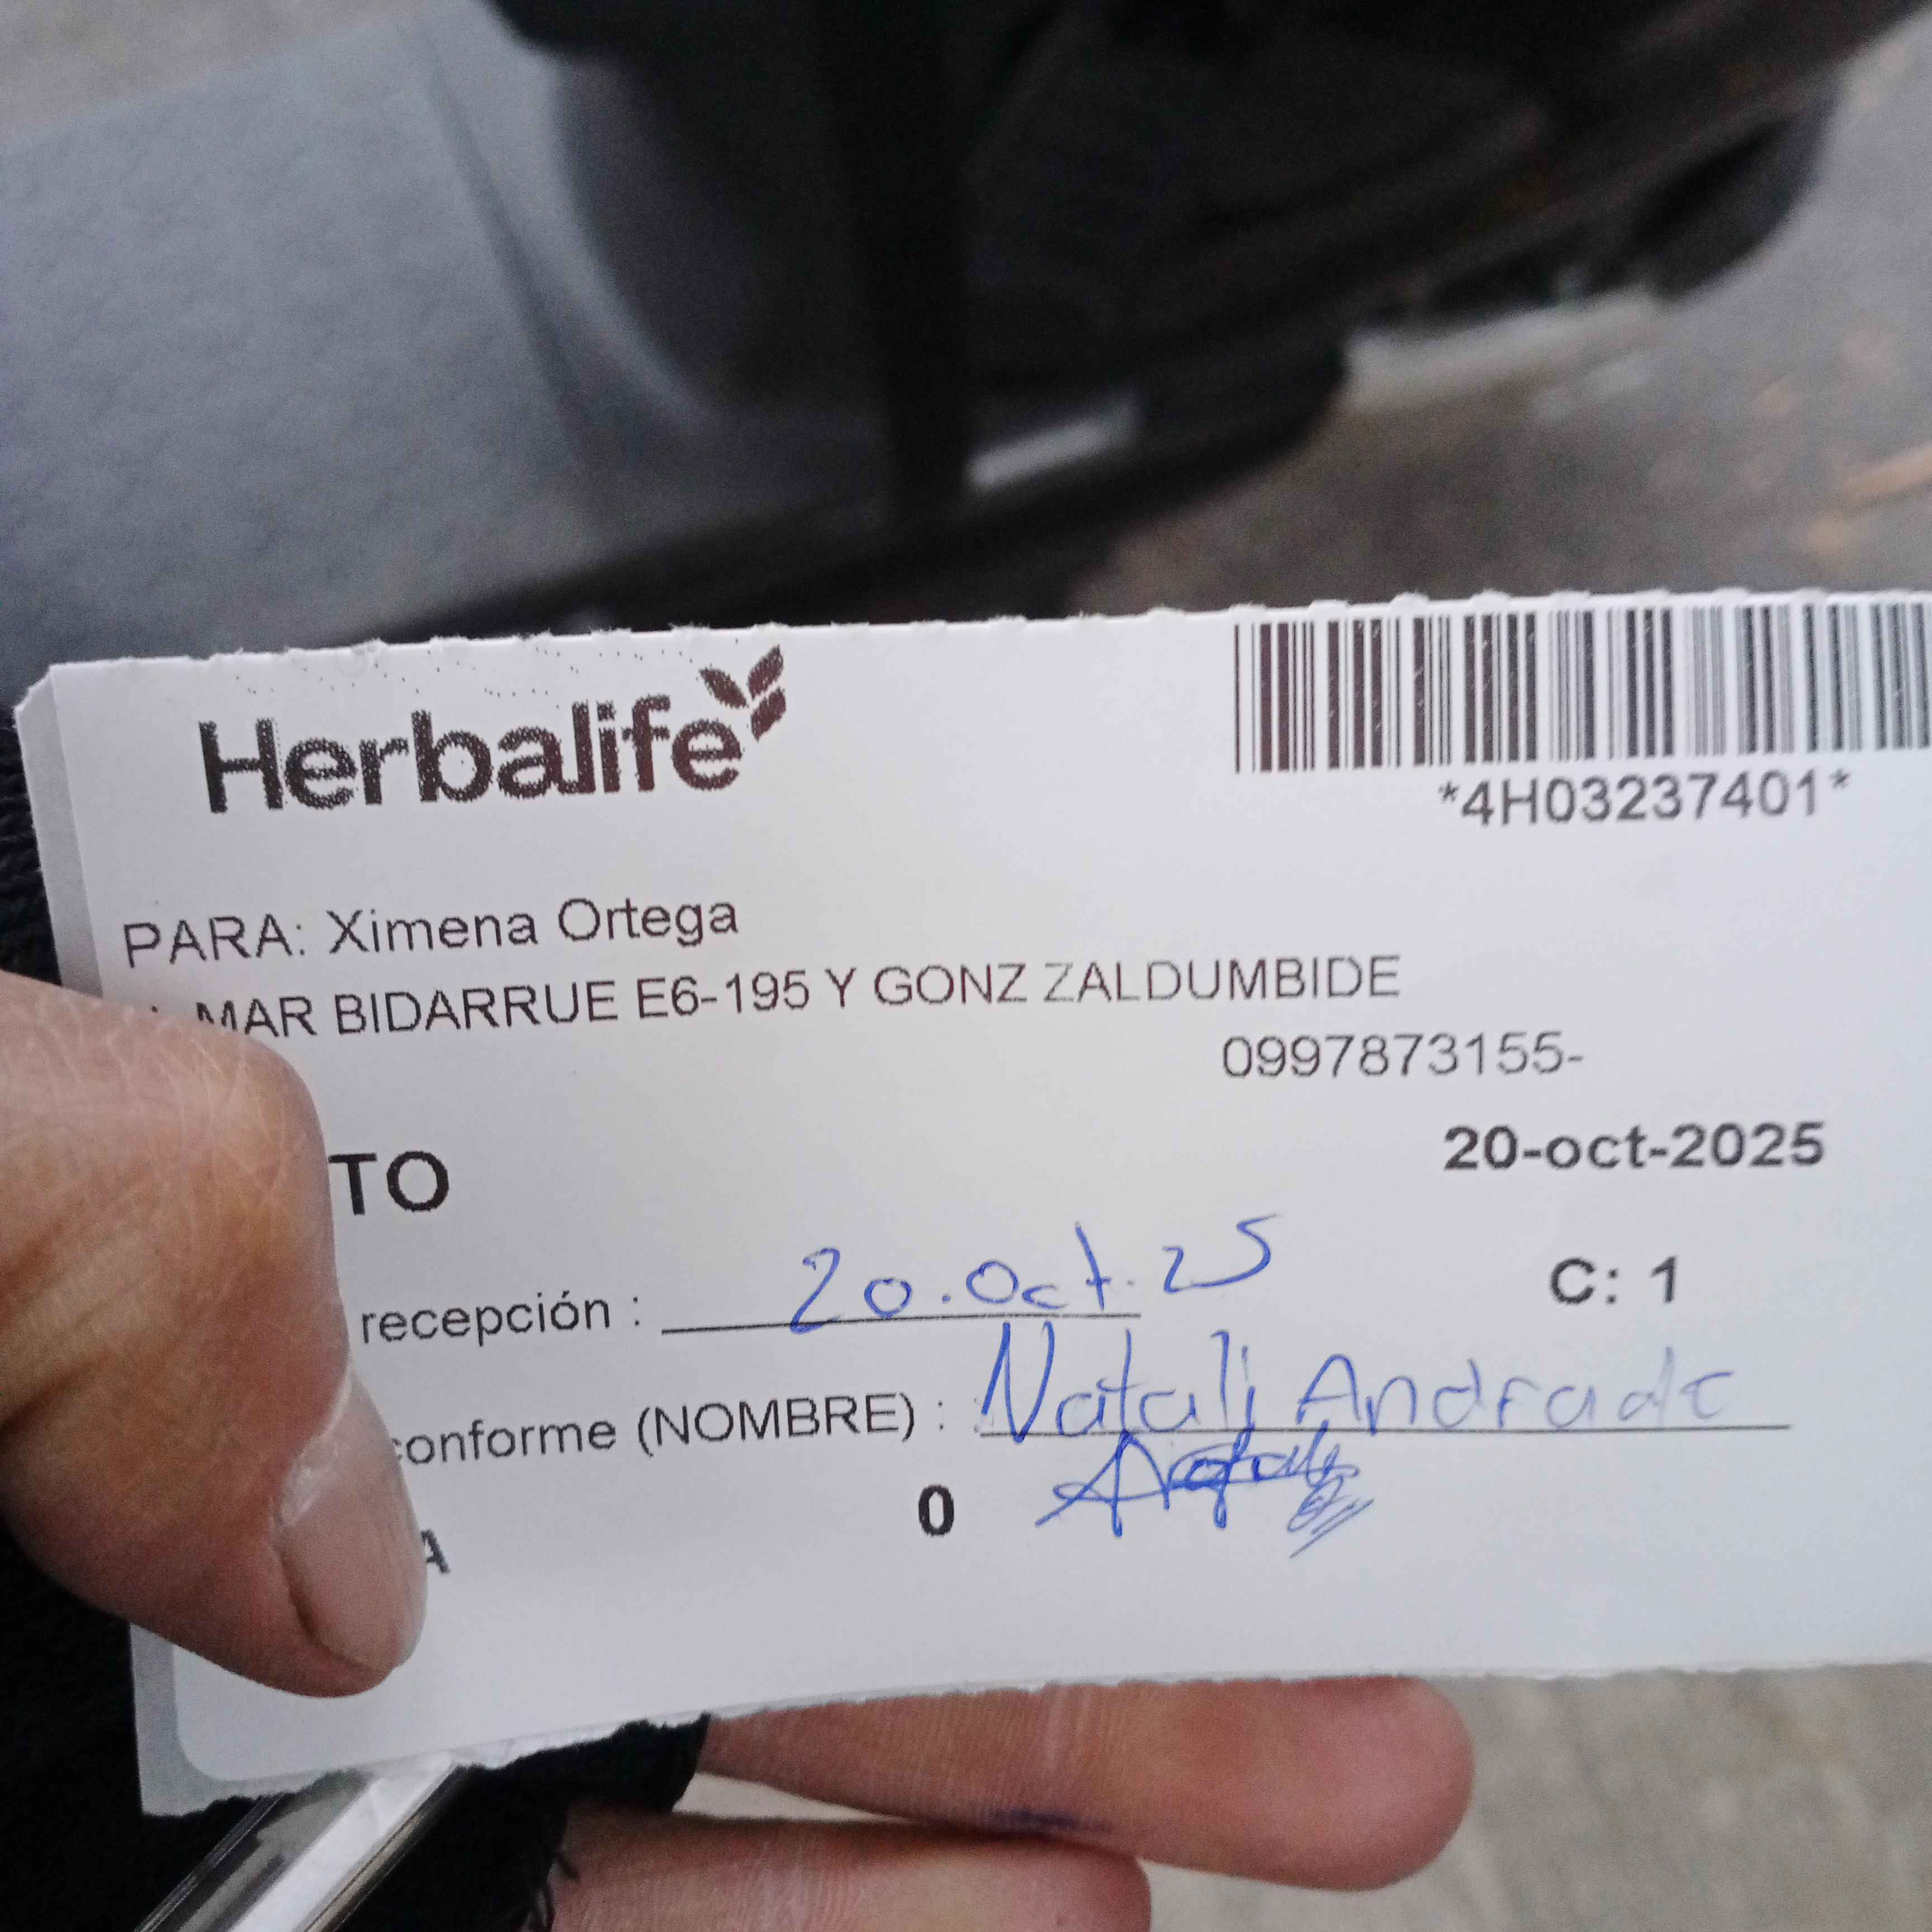 Herbalife
*4H03237401*
PARA: Ximena Ortega
MAR BIDARRUE E6-195 Y GONZ ZALDUMBIDE
0997873155-
TO
20-oct-2025
recepción : 20.Oct.25
C: 1
conforme (NOMBRE) : Natali Andrade
A
0